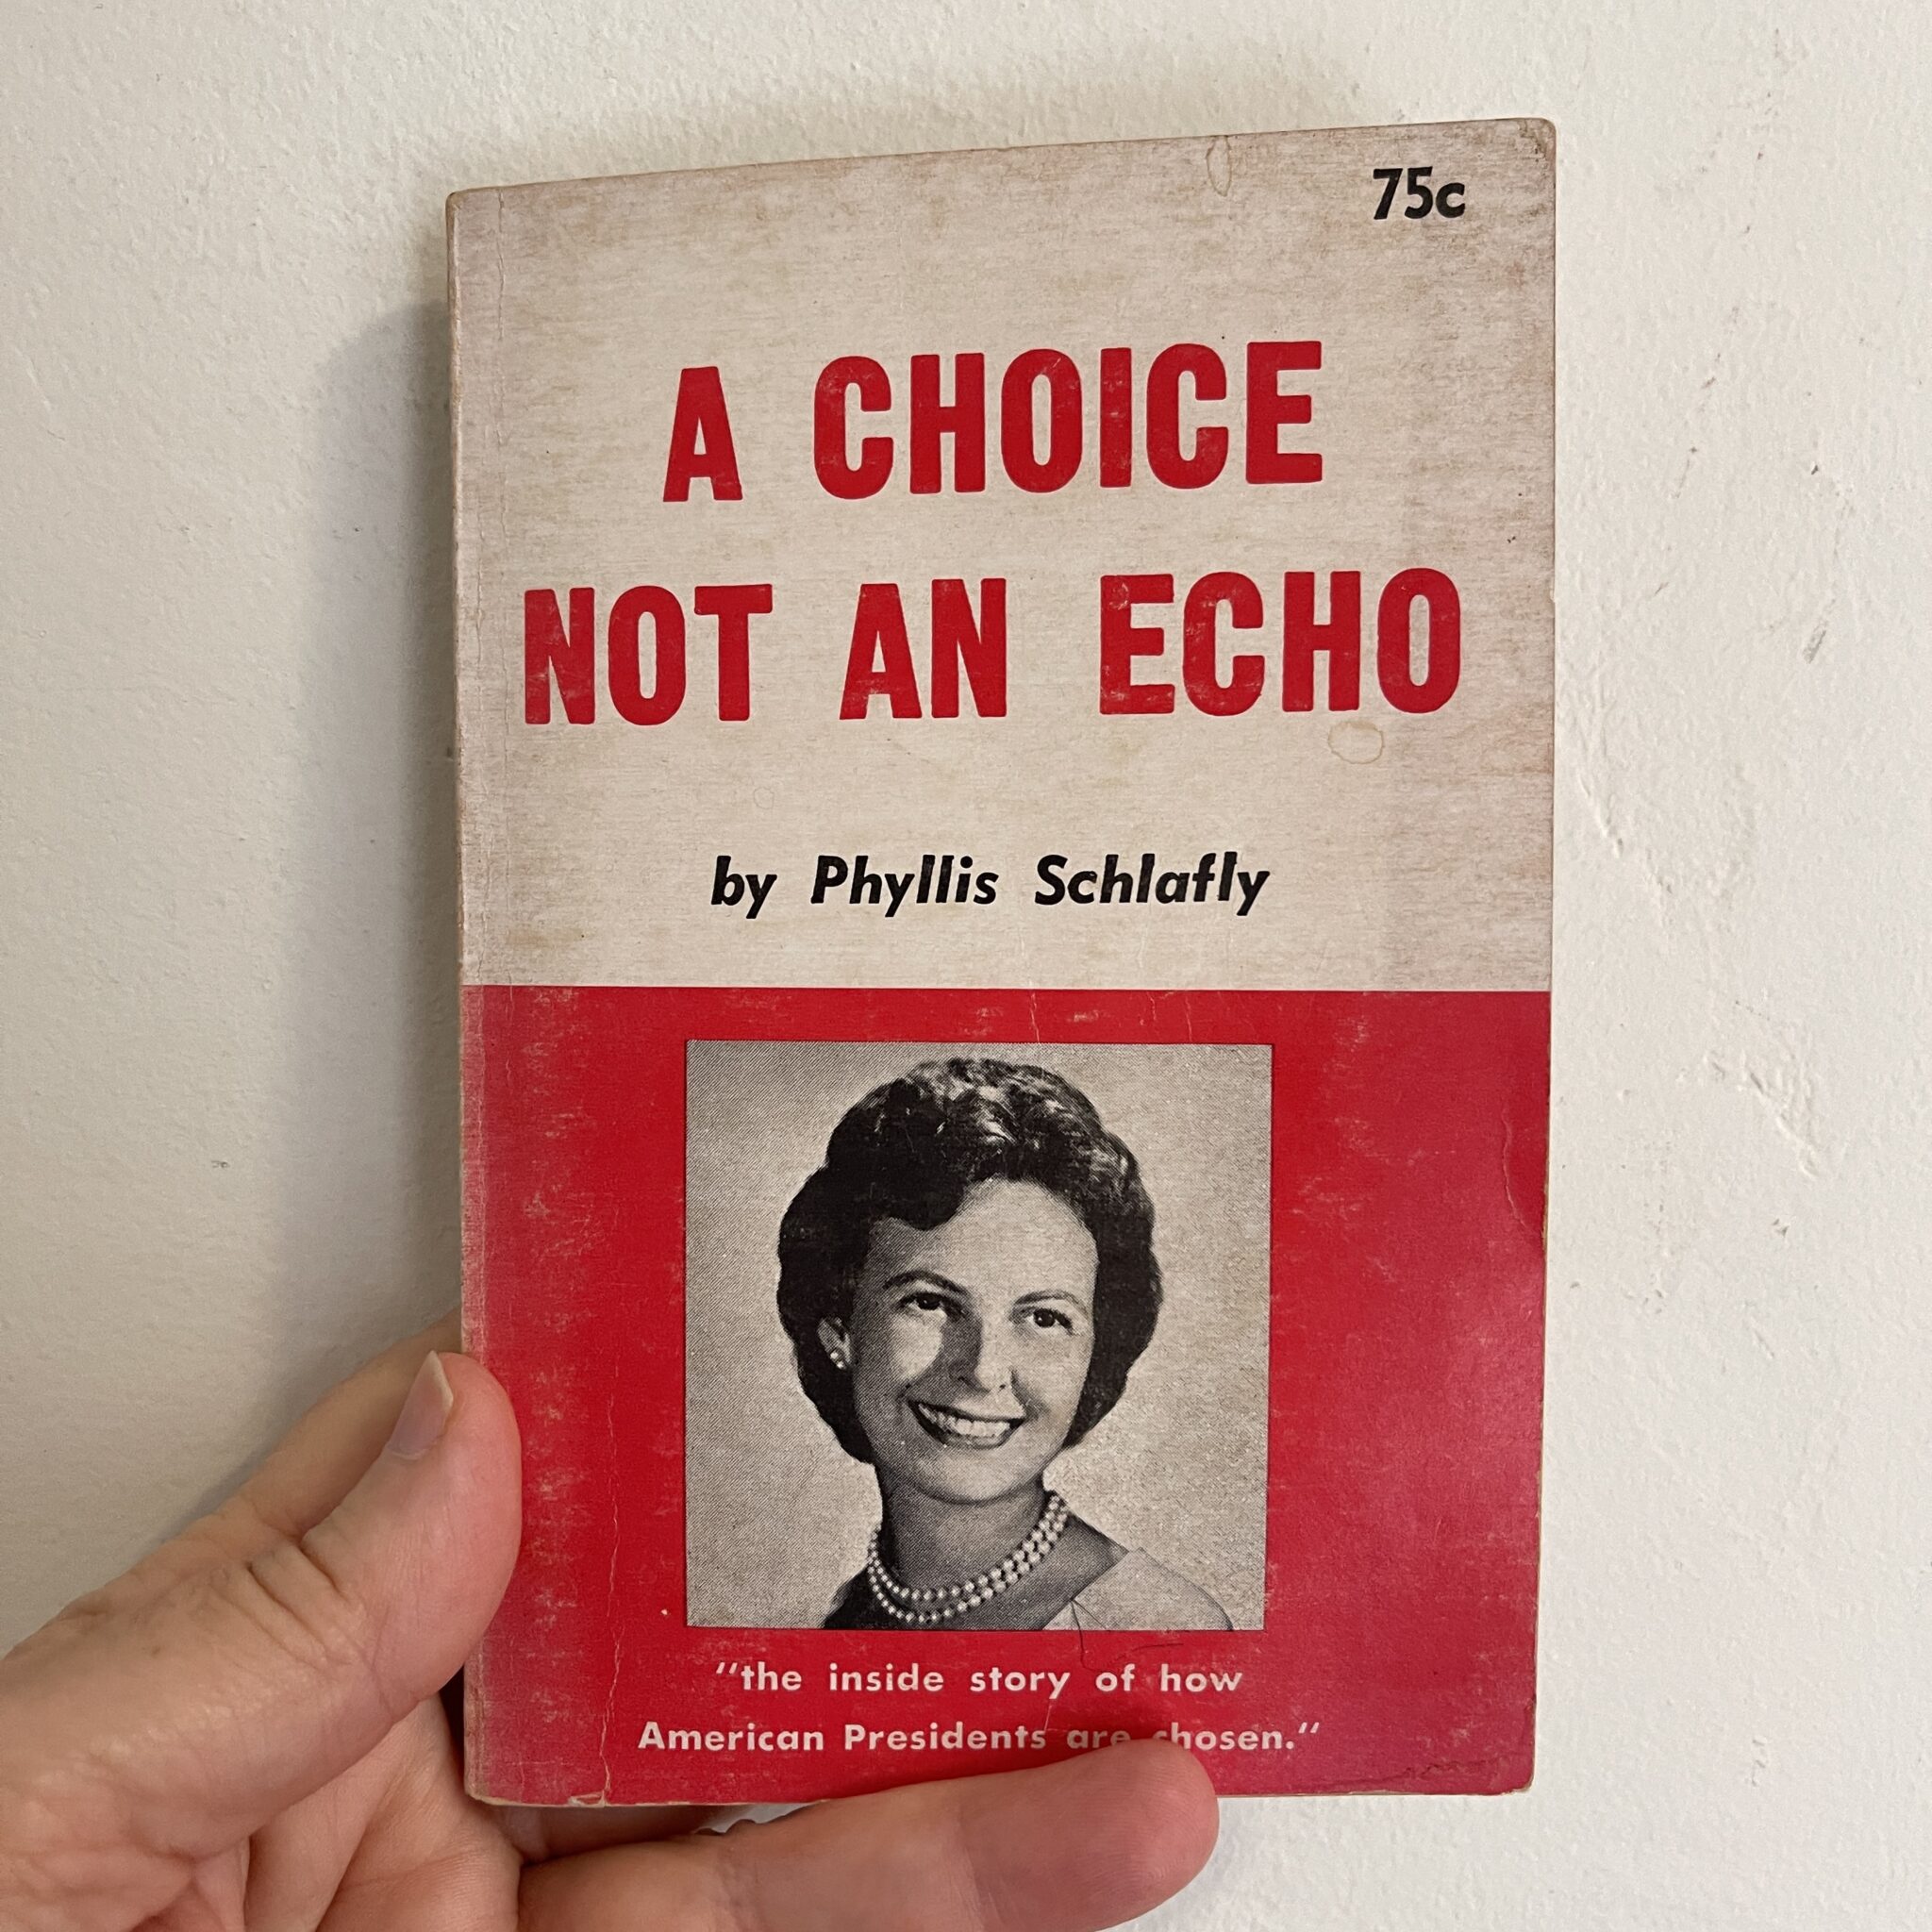 75c
A CHOICE
NOT AN ECHO
by Phyllis Schlafly
"the inside story of how
American Presidents are chosen."